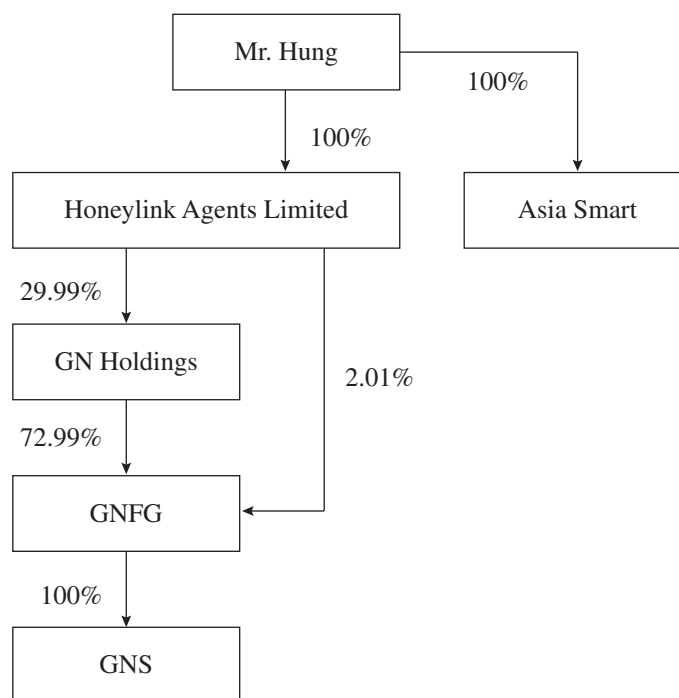 Mr. Hung
100%
100%
Honeylink Agents Limited
Asia Smart
29.99%
GN Holdings
2.01%
72.99%
GNFG
100%
GNS